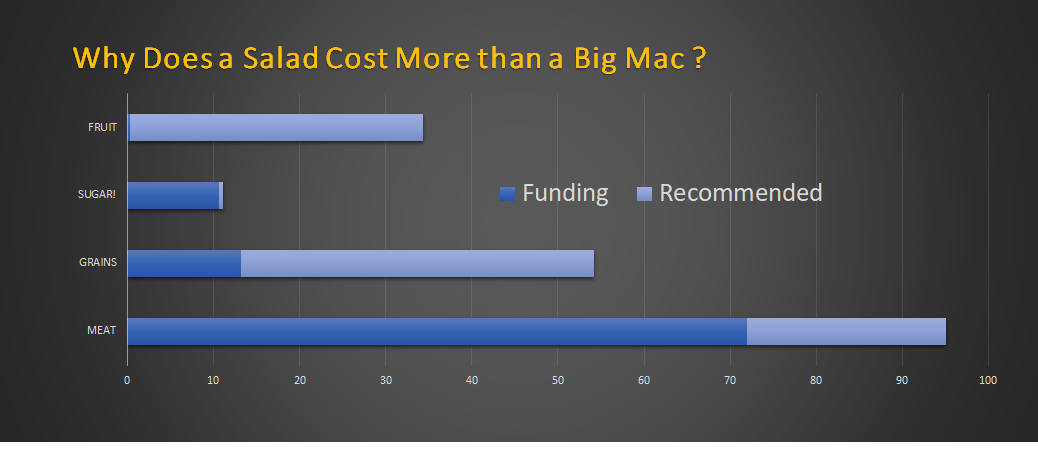 Why Does a Salad Cost More than a Big Mac ?
FRUIT
SUGAR!
Funding Recommended
GRAINS
MEAT
0 10 20 30 40 50 60 70 80 90 100